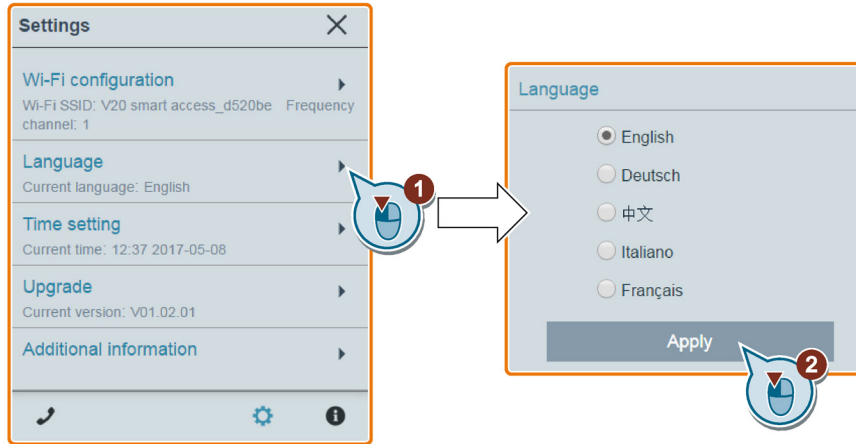 Settings
Wi-Fi configuration
Wi-Fi SSID: V20 smart access_d520be Frequency
channel: 1
Language
Current language: English
Time setting
Current time: 12:37 2017-05-08
Upgrade
Current version: V01.02.01
Additional information
1
Language
English
Deutsch
中文
Italiano
Français
Apply
2